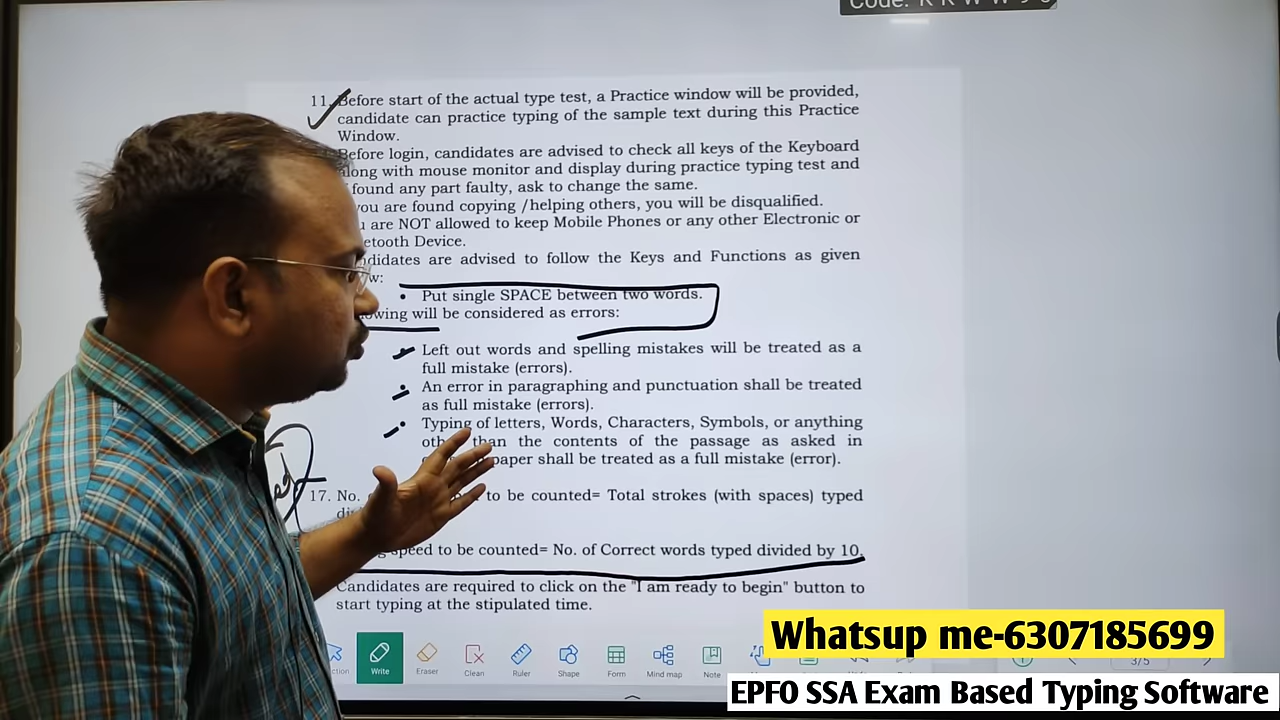 Code:
11. Before start of the actual type test, a Practice window will be provided,
candidate can practice typing of the sample text during this Practice
Window.
Before login, candidates are advised to check all keys of the Keyboard
along with mouse monitor and display during practice typing test and
found any part faulty, ask to change the same.
you are found copying /helping others, you will be disqualified.
are NOT allowed to keep Mobile Phones or any other Electronic or
Device.
are advised to follow the Keys and Functions as given
• Put single SPACE between two words.
will be considered as errors:
Left out words and spelling mistakes will be treated as a
full mistake (errors).
• An error in paragraphing and punctuation shall be treated
as full mistake (errors).
• Typing of letters, Words, Characters, Symbols, or anything
than the contents of the passage as asked in
paper shall be treated as a full mistake (error).
17. No. to be counted= Total strokes (with spaces) typed
speed to be counted= No. of Correct words typed divided by 10.
Candidates are required to click on the "I am ready to begin" button to
start typing at the stipulated time.
Write
Eraser
Clean
Ruler
Shape
Form
Mind map
Note
3/5
Whatsup me-6307185699
EPFO SSA Exam Based Typing Software